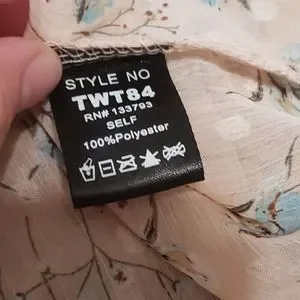 STYLE NO
TWT84
RN# 133793
SELF
100%Polyester